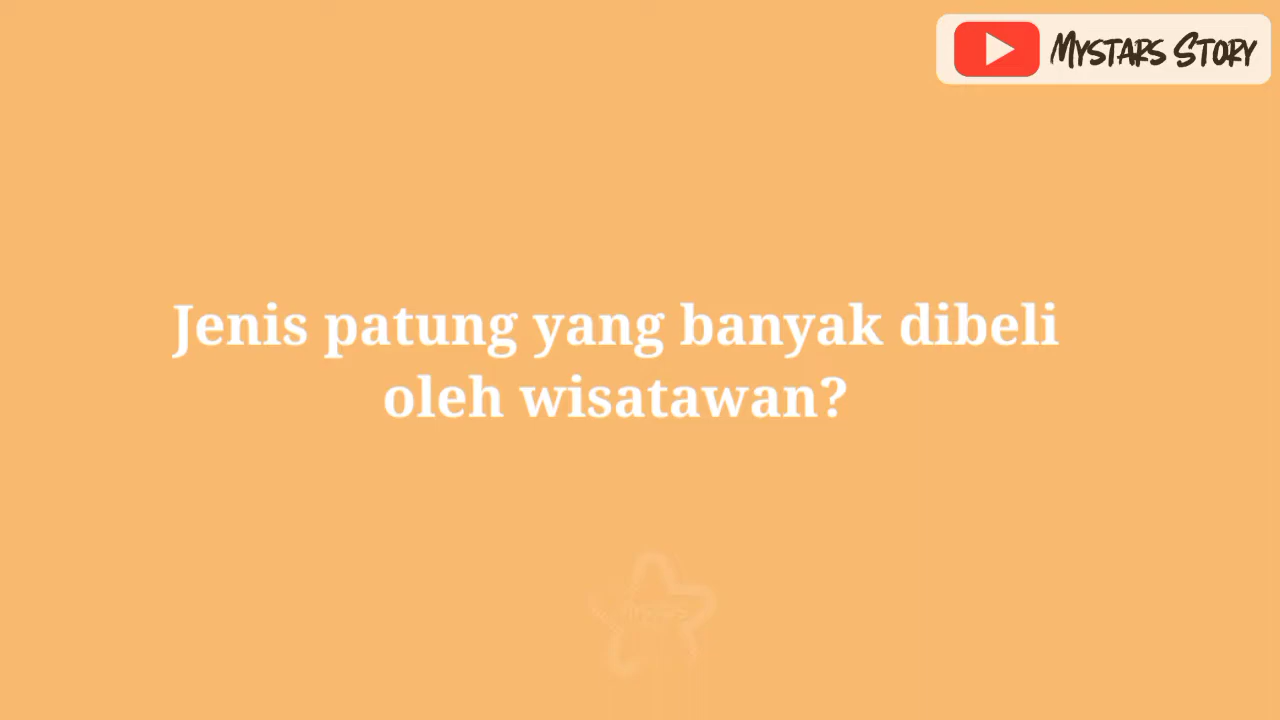 Mystars Story
Jenis patung yang banyak dibeli
oleh wisatawan?